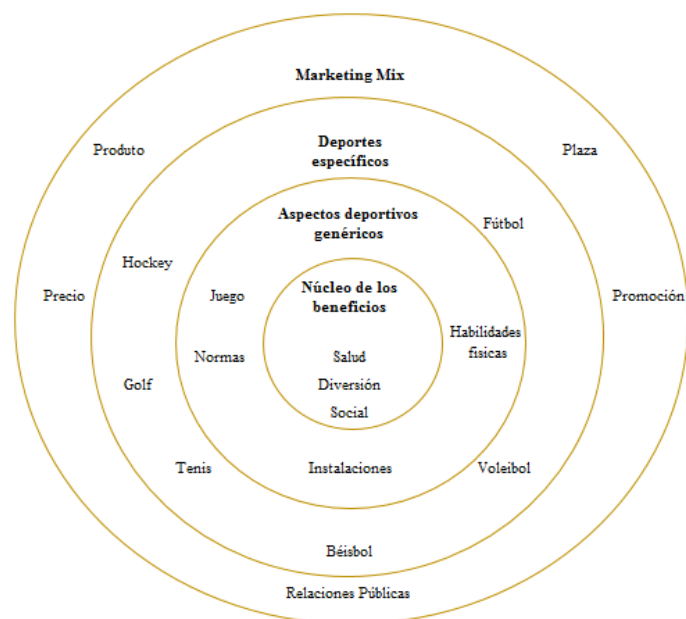 Marketing Mix
Produto
Plaza
Deportes
específicos
Aspectos deportivos
genéricos
Fútbol
Hockey
Núcleo de los
beneficios
Precio
Juego
Promoción
Habilidades
fisicas
Normas
Salud
Golf
Diversión
Social
Tenis
Instalaciones
Voleibol
Béisbol
Relaciones Públicas